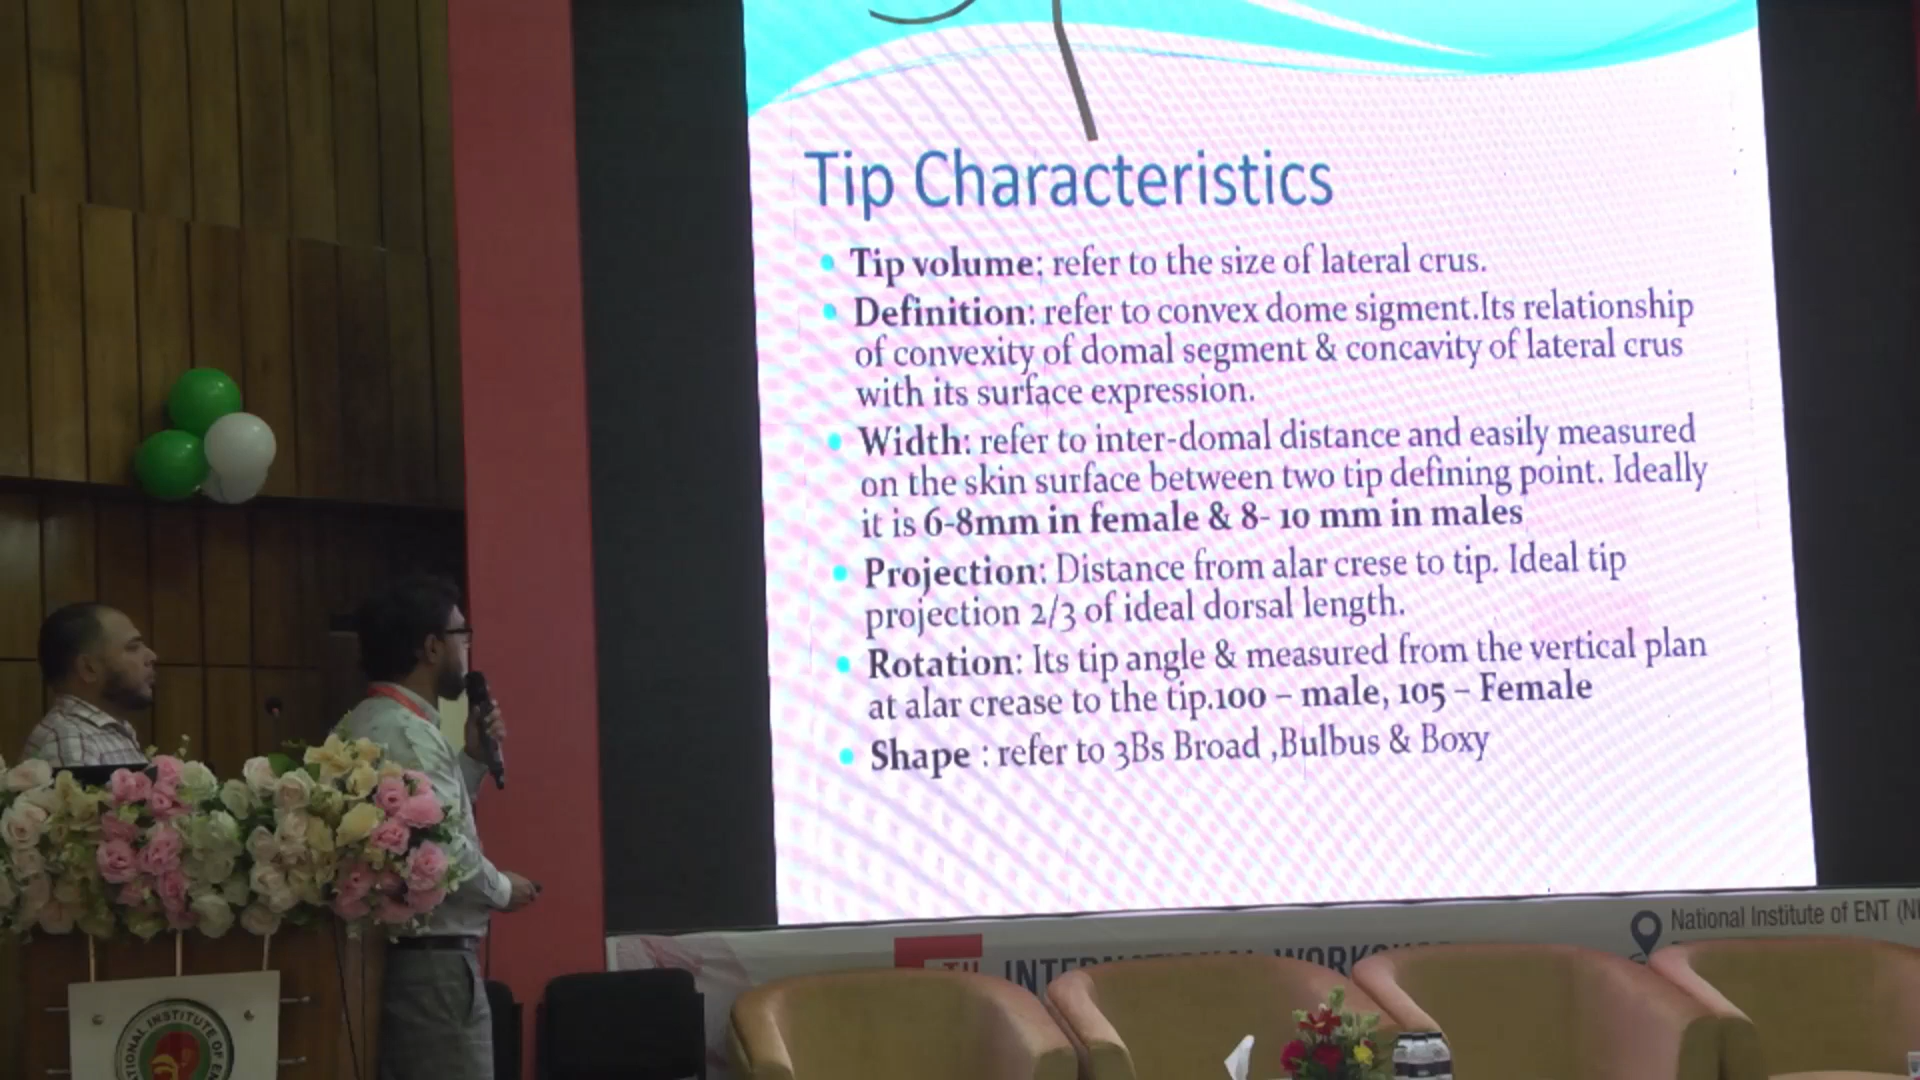 Tip Characteristics
Tip volume: refer to the size of lateral crus.
Definition: refer to convex dome sigment.Its relationship
of convexity of domal segment & concavity of lateral crus
with its surface expression.
Width: refer to inter-domal distance and easily measured
on the skin surface between two tip defining point. Ideally
it is 6-8mm in female & 8- 10 mm in males
Projection: Distance from alar crese to tip. Ideal tip
projection 2/3 of ideal dorsal length.
Rotation: Its tip angle & measured from the vertical plan
at alar crease to the tip.100 – male, 105 – Female
Shape : refer to 3Bs Broad ,Bulbus & Boxy
National Institute of ENT
INSTITUTE OF